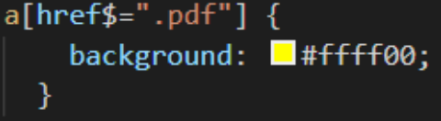 a[href$=".pdf"] {
background: #ffff00;
}